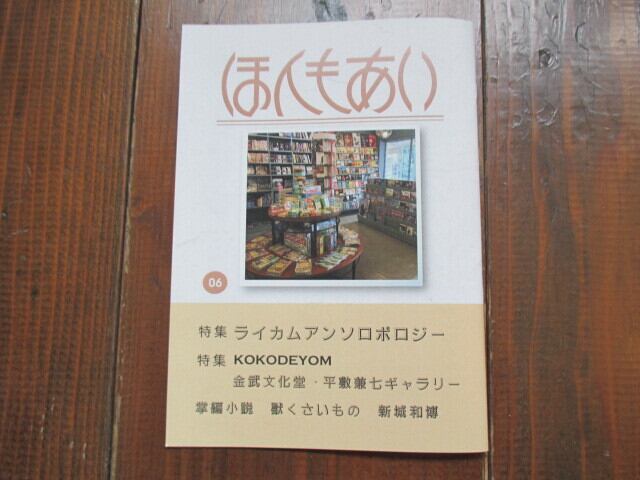 ほんもあい
06
特集 ライカムアンソロポロジー
特集 KOKODEYOM
金武文化堂・平敷兼七ギャラリー
掌編小説 獣くさいもの 新城和博